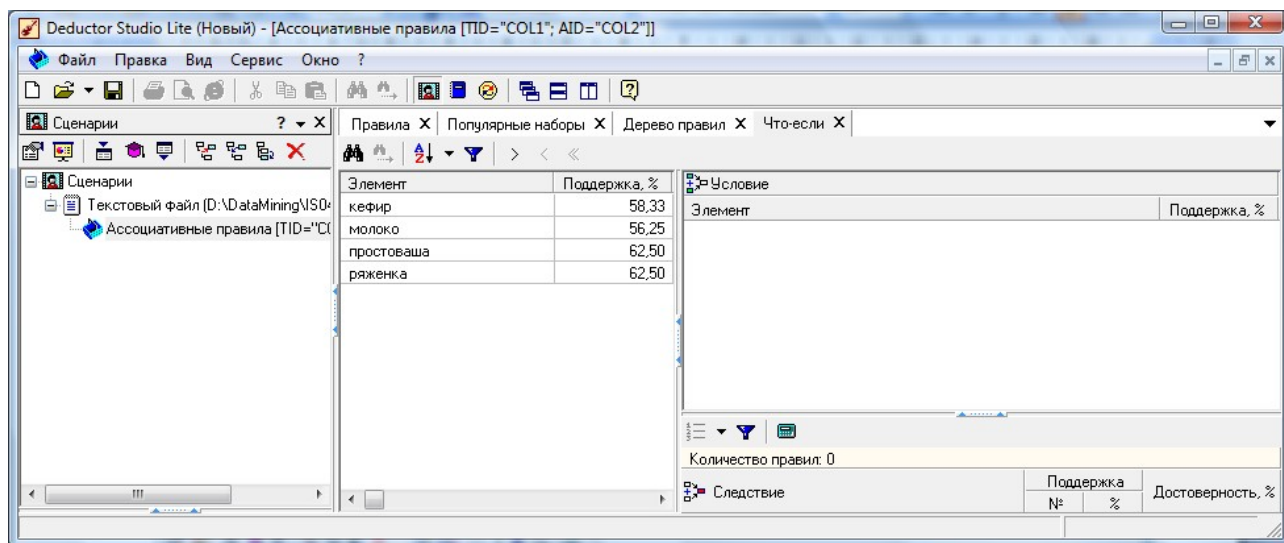 Deductor Studio Lite (Новый) - [Ассоциативные правила [TID="COL1"; AID="COL2"]]
Файл Правка Вид Сервис Окно ?
Сценарии
Правила X Популярные наборы X Дерево правил X Что-если X
Сценарии
Текстовый файл (D:\DataMining\IS04
Ассоциативные правила [TID="CO
Элемент Поддержка, %
кефир 58,33
молоко 56,25
простоваша 62,50
ряженка 62,50
Условие
Элемент Поддержка, %
Количество правил: 0
Следствие Поддержка Достоверность, %
№ %